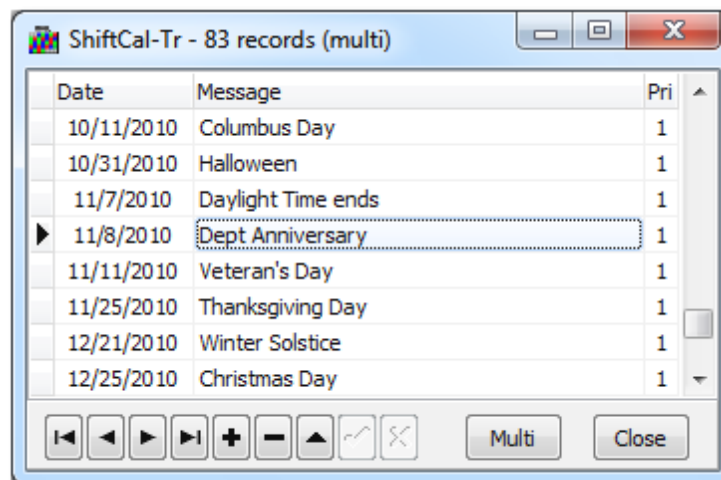 ShiftCal-Tr - 83 records (multi)
Date Message Pri
10/11/2010 Columbus Day 1
10/31/2010 Halloween 1
11/7/2010 Daylight Time ends 1
11/8/2010 Dept Anniversary 1
11/11/2010 Veteran's Day 1
11/25/2010 Thanksgiving Day 1
12/21/2010 Winter Solstice 1
12/25/2010 Christmas Day 1
Multi Close